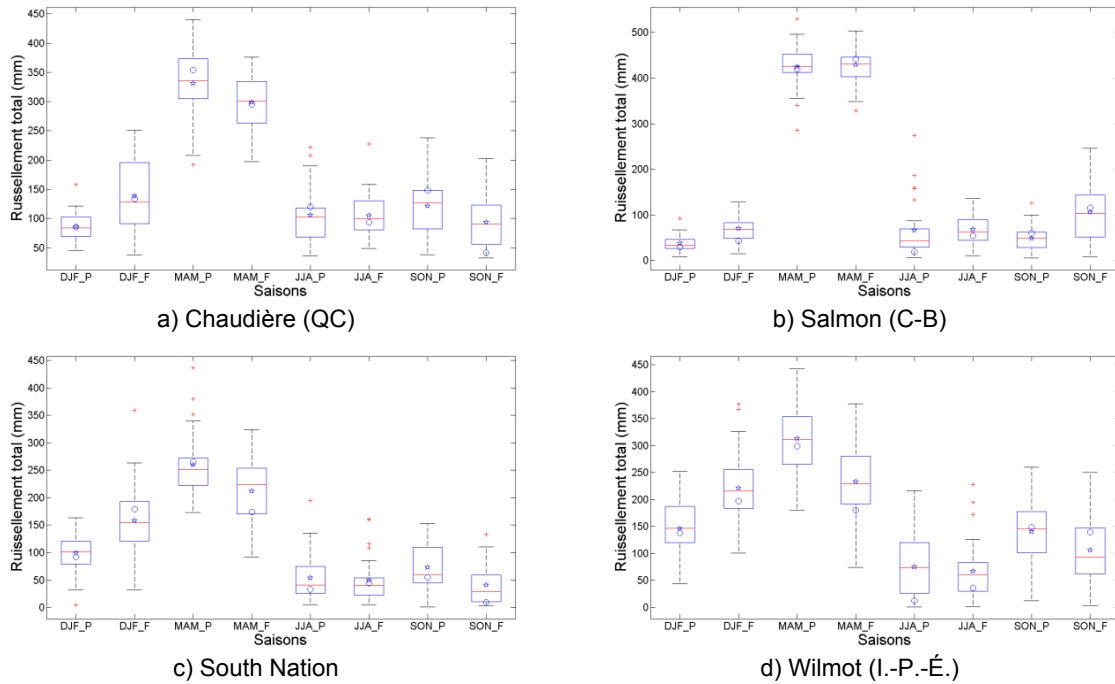 Ruissellement total (mm)
450
400
350
300
250
200
150
100
50
DJF_P DJF_F MAM_P MAM_F JJA_P JJA_F SON_P SON_F
Saisons
a) Chaudière (QC)
Ruissellement total (mm)
500
400
300
200
100
0
DJF_P DJF_F MAM_P MAM_F JJA_P JJA_F SON_P SON_F
Saisons
b) Salmon (C-B)
Ruissellement total (mm)
450
400
350
300
250
200
150
100
50
0
DJF_P DJF_F MAM_P MAM_F JJA_P JJA_F SON_P SON_F
Saisons
c) South Nation
Ruissellement total (mm)
450
400
350
300
250
200
150
100
50
0
DJF_P DJF_F MAM_P MAM_F JJA_P JJA_F SON_P SON_F
Saisons
d) Wilmot (I.-P.-É.)